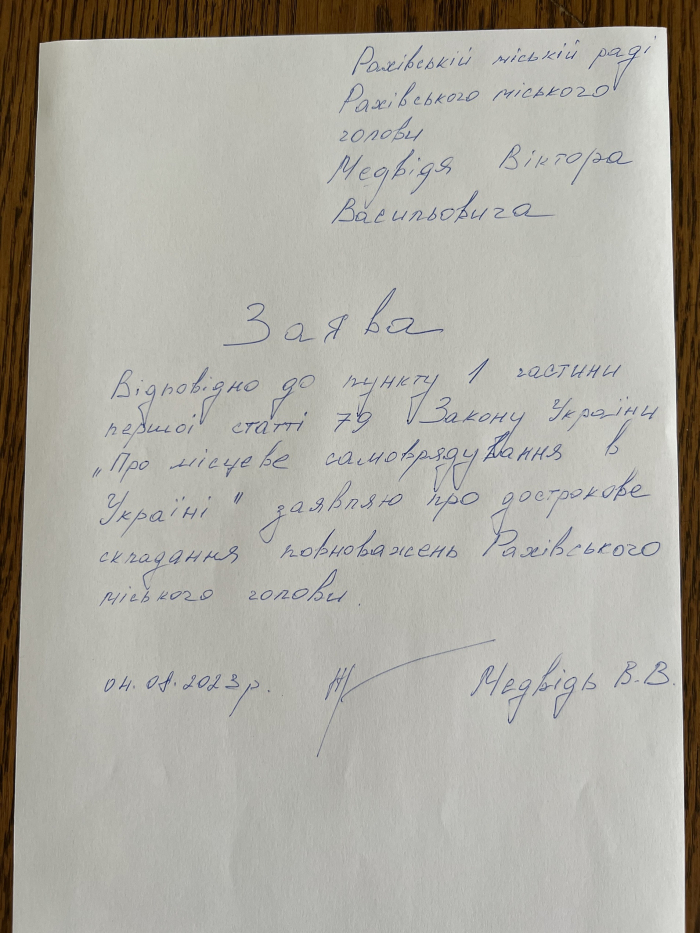 Рахівській міській раді
Рахівського міського
голови
Медвідя Віктора
Васильовича
Заява
Відповідно до пункту 1 частини
першої статті 79 Закону України
„Про місцеве самоврядування в
Україні" заявляю про дострокове
складання повноважень Рахівського
міського голови.
04.08.2023р. Медвідь В.В.